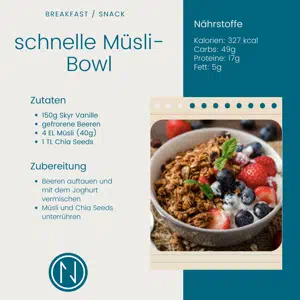 BREAKFAST / SNACK
schnelle Müsli-
Bowl
Zutaten
150g Skyr Vanille
gefrorene Beeren
4 EL Müsli (40g)
1 TL Chia Seeds
Zubereitung
Beeren auftauen und
mit dem Joghurt
vermischen
Müsli und Chia Seeds
unterrühren
Nährstoffe
Kalorien: 327 kcal
Carbs: 49g
Proteine: 17g
Fett: 5g
N